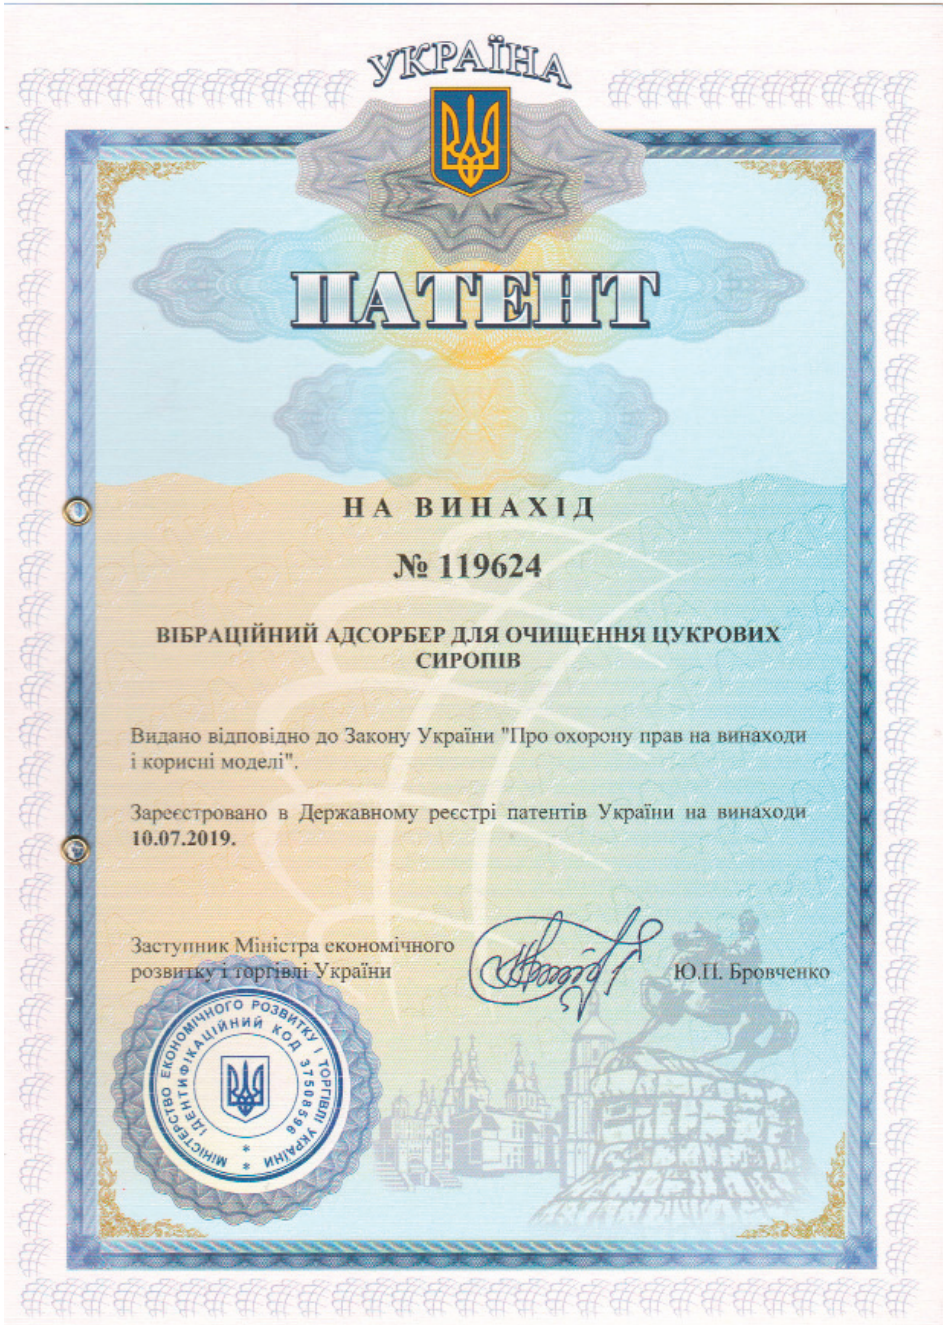 УКРАЇНА
ПАТЕНТ
НА ВИНАХІД
№ 119624
ВІБРАЦІЙНИЙ АДСОРБЕР ДЛЯ ОЧИЩЕННЯ ЦУКРОВИХ
СИРОПІВ
Видано відповідно до Закону України "Про охорону прав на винаходи
і корисні моделі".
Зареєстровано в Державному реєстрі патентів України на винаходи
10.07.2019.
Заступник Міністра економічного
розвитку і торгівлі України
Ю.П. Бровченко
МІНІСТЕРСТВО ЕКОНОМІЧНОГО РОЗВИТКУ І ТОРГІВЛІ УКРАЇНИ *
ІДЕНТИФІКАЦІЙНИЙ КОД 37508596 *